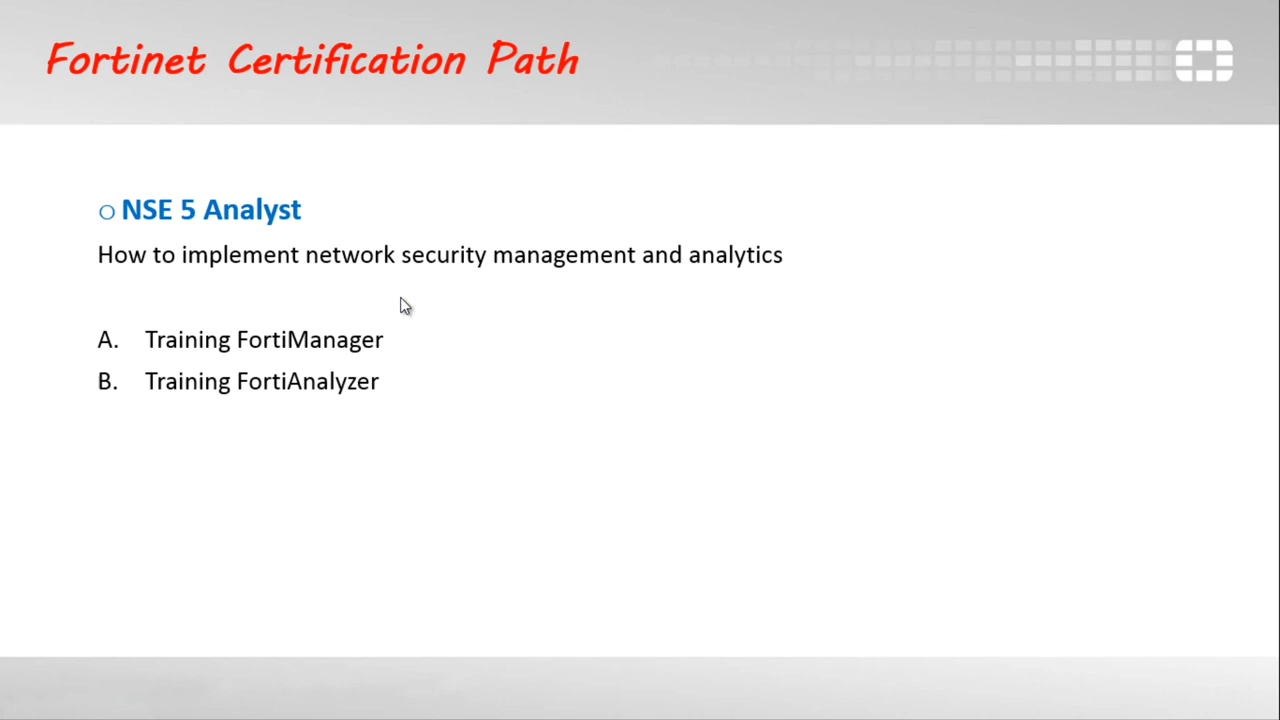 Fortinet Certification Path
○ NSE 5 Analyst
How to implement network security management and analytics
A. Training FortiManager
B. Training FortiAnalyzer